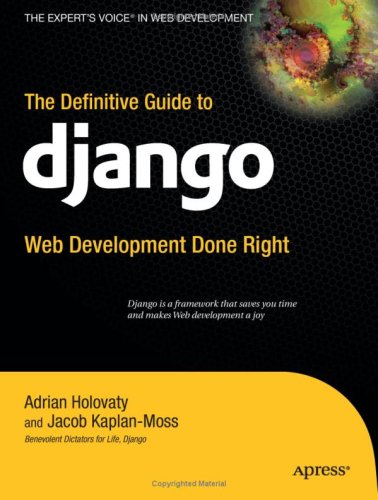 THE EXPERT'S VOICE® IN WEB DEVELOPMENT
The Definitive Guide to
django
Web Development Done Right
Django is a framework that saves you time
and makes Web development a joy
Adrian Holovaty
and Jacob Kaplan-Moss
Benevolent Dictators for Life, Django
Apress®
Copyrighted Material